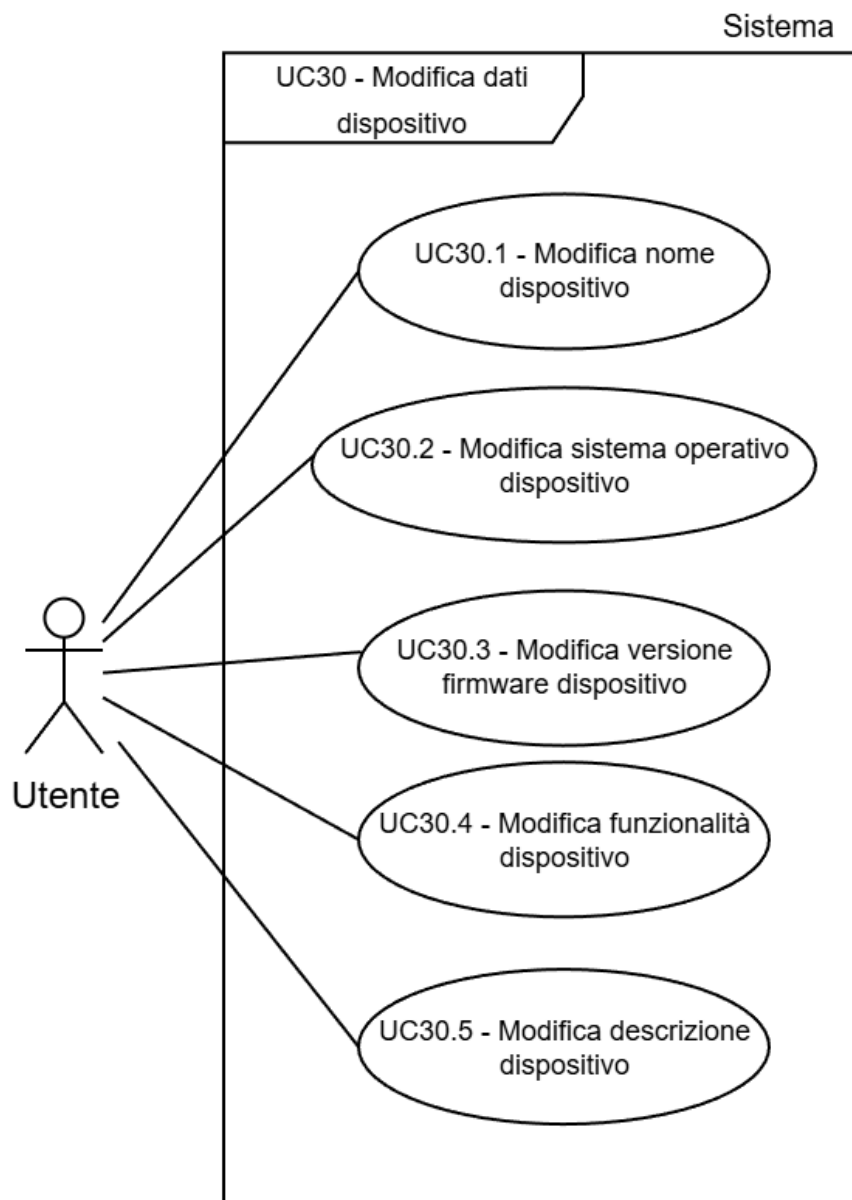 Sistema
UC30 - Modifica dati
dispositivo
UC30.1 - Modifica nome
dispositivo
UC30.2 - Modifica sistema operativo
dispositivo
UC30.3 - Modifica versione
firmware dispositivo
Utente
UC30.4 - Modifica funzionalità
dispositivo
UC30.5 - Modifica descrizione
dispositivo